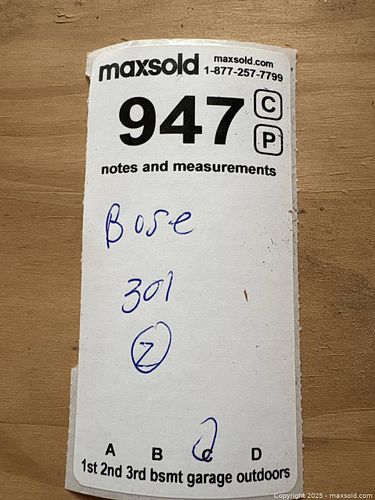 maxsold maxsold.com
1-877-257-7799
947 C
P
notes and measurements
Bose
301
2
A B C D
1st 2nd 3rd bsmt garage outdoors
Copyright 2025 - maxsold.com